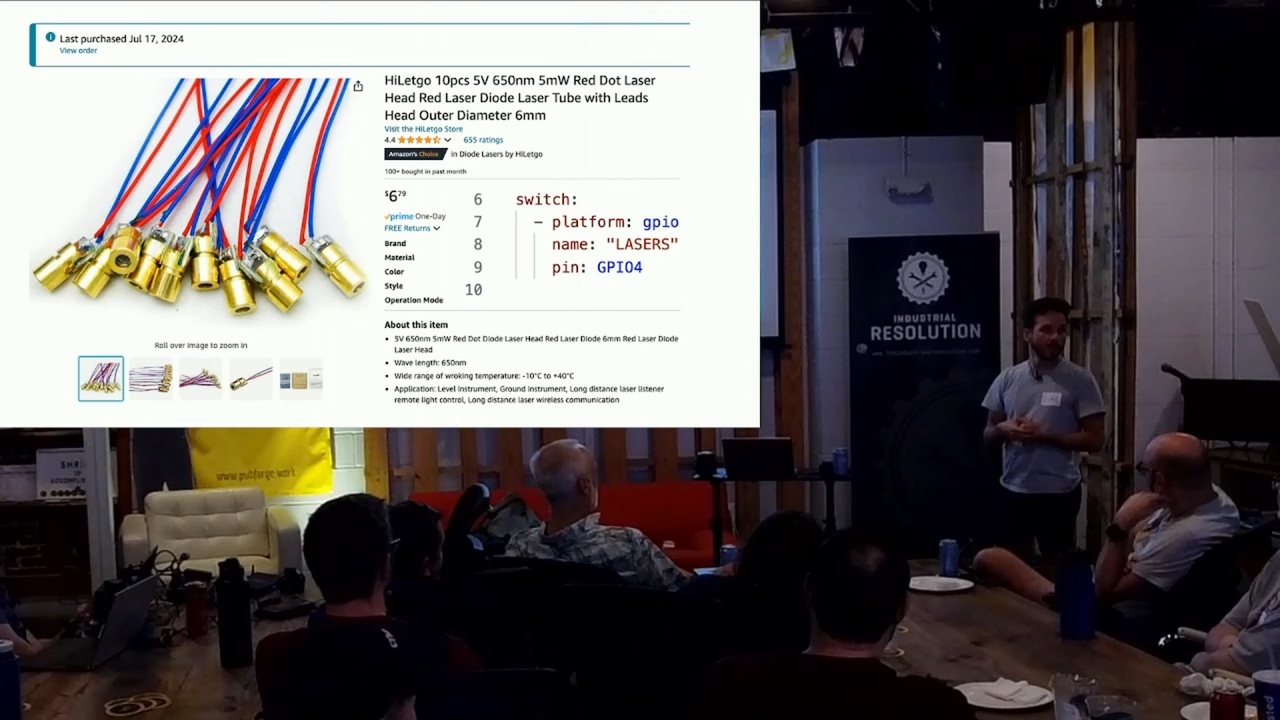 Last purchased Jul 17, 2024
View order
HiLetgo 10pcs 5V 650nm 5mW Red Dot Laser
Head Red Laser Diode Laser Tube with Leads
Head Outer Diameter 6mm
Visit the HiLetgo Store
4.4 655 ratings
Amazon's Choice in Diode Lasers by HiLetgo
100+ bought in past month
$6 79
prime One-Day
FREE Returns
Brand
Material
Color
Style
Operation Mode
6 switch:
7 - platform: gpio
8 name: "LASERS"
9 pin: GPIO4
10
About this item
5V 650nm 5mW Red Dot Diode Laser Head Red Laser Diode 6mm Red Laser Diode
Laser Head
Wave length: 650nm
Wide range of wroking temperature: -10°C to +40°C
Application: Level instrument, Ground instrument, Long distance laser listener
remote light control, Long distance laser wireless communication
Roll over image to zoom in
INDUSTRIAL
RESOLUTION
www.pubforge.work